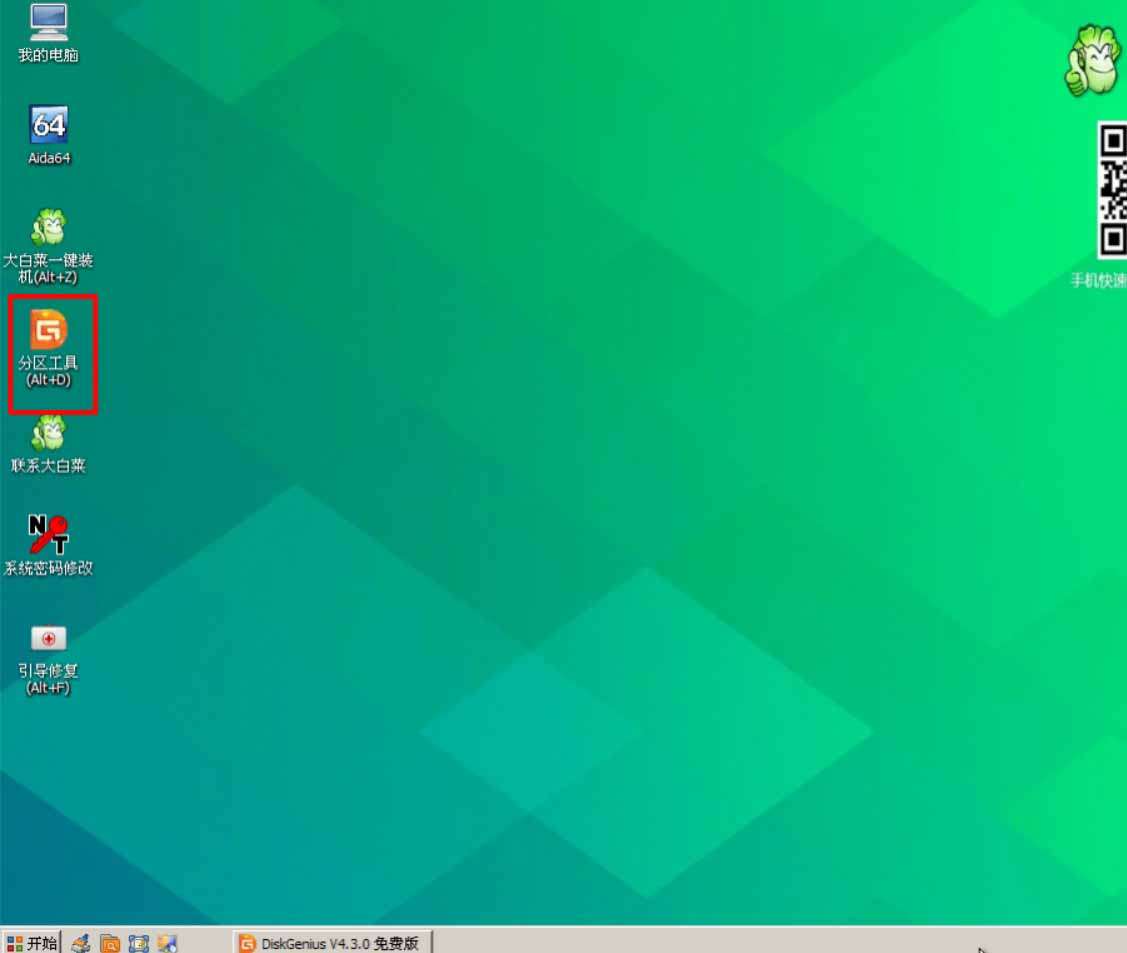 我的电脑
64
Aida64
大白菜一键装
机(Alt+Z)
分区工具
(Alt+D)
联系大白菜
NT
系统密码修改
引导修复
(Alt+F)
手机快速
开始
DiskGenius V4.3.0 免费版